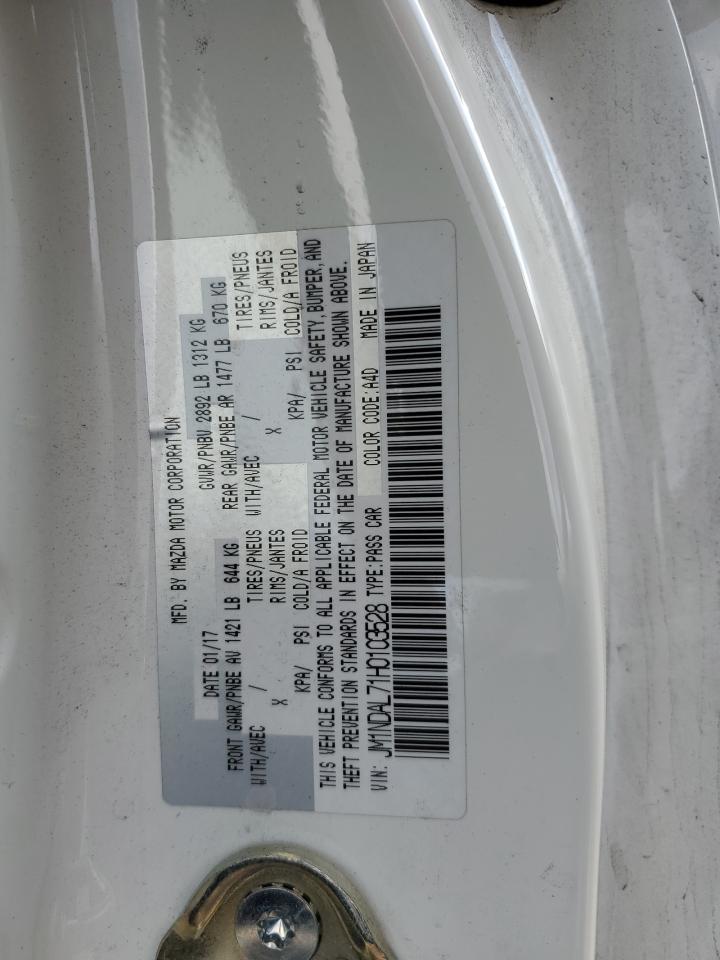 MFD. BY MAZDA MOTOR CORPORATION
DATE 01/17 GVWR/PNBV 2892 LB 1312 KG
FRONT GAWR/PNBE AV 1421 LB 644 KG REAR GAWR/PNBE AR 1477 LB 670 KG
WITH/AVEC / TIRES/PNEUS WITH/AVEC / TIRES/PNEUS
X RIMS/JANTES X RIMS/JANTES
KPA/ PSI COLD/A FROID KPA/ PSI COLD/A FROID
THIS VEHICLE CONFORMS TO ALL APPLICABLE FEDERAL MOTOR VEHICLE SAFETY,BUMPER,AND
THEFT PREVENTION STANDARDS IN EFFECT ON THE DATE OF MANUFACTURE SHOWN ABOVE.
VIN: JM1NDAL71H0103528 TYPE:PASS CAR COLOR CODE:A4D MADE IN JAPAN